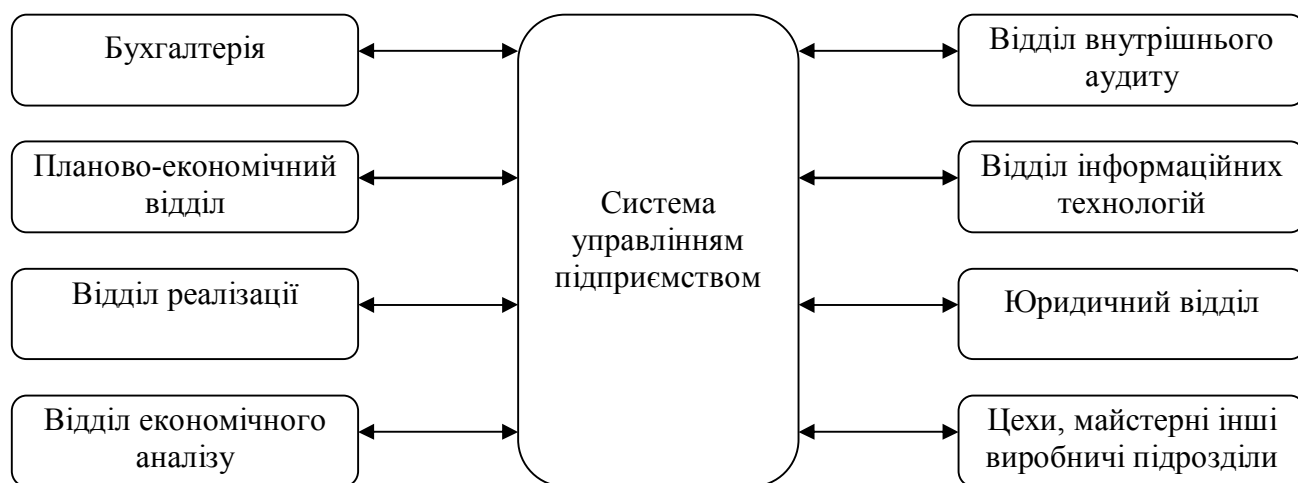 Бухгалтерія
Планово-економічний
відділ
Відділ реалізації
Відділ економічного
аналізу
Система
управлінням
підприємством
Відділ внутрішнього
аудиту
Відділ інформаційних
технологій
Юридичний відділ
Цехи, майстерні інші
виробничі підрозділи